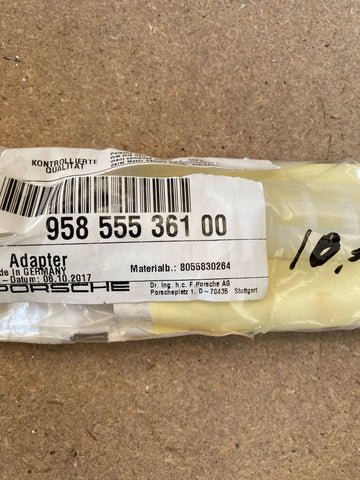 KONTROLLIERTE
QUALITÄT
958 555 361 00
Adapter
de in GERMANY
Materialb.: 8055830264
- Datum: 06.10.2017
PORSCHE
Dr. Ing. h.c. F. Porsche AG
Porscheplatz 1, D - 70435 Stuttgart
10,